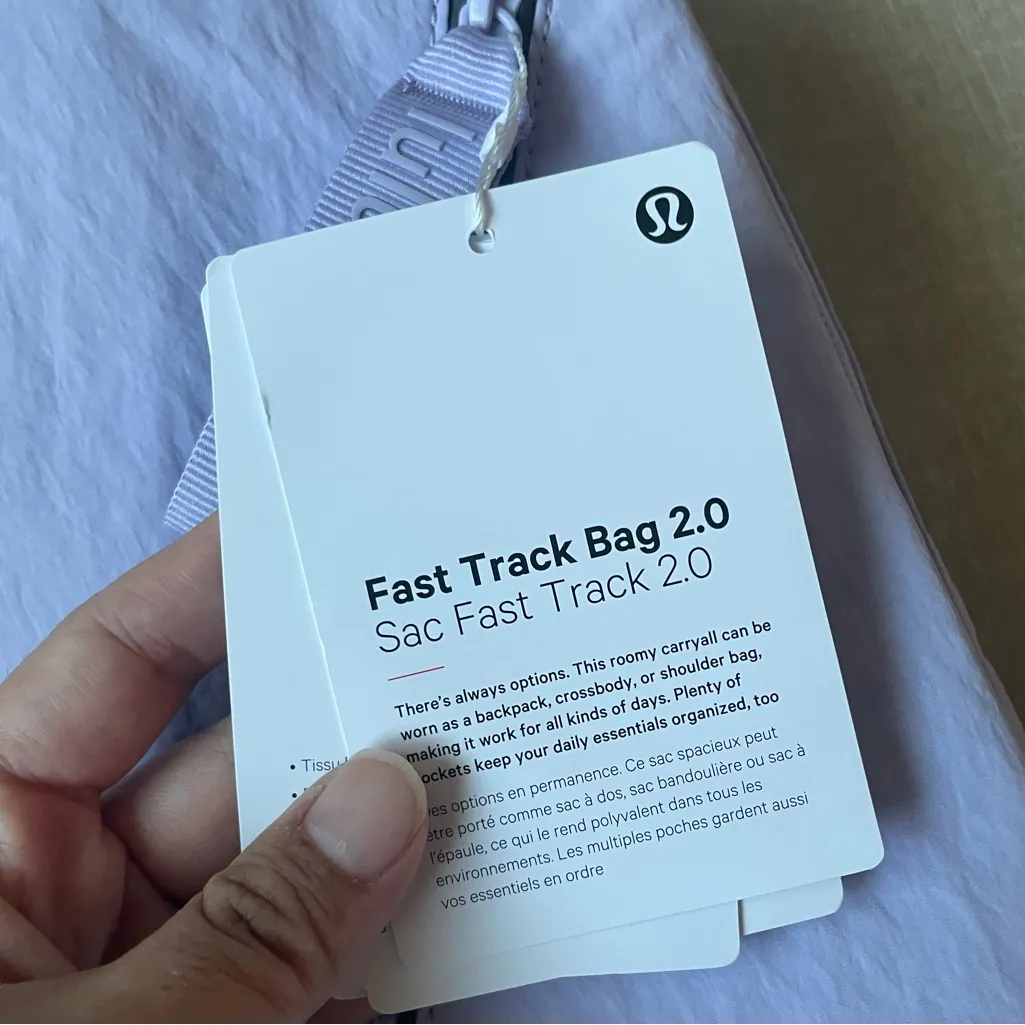 Fast Track Bag 2.0
Sac Fast Track 2.0
There's always options. This roomy carryall can be
worn as a backpack, crossbody, or shoulder bag,
making it work for all kinds of days. Plenty of
ockets keep your daily essentials organized, too
es options en permanence. Ce sac spacieux peut
être porté comme sac à dos, sac bandoulière ou sac à
l'épaule, ce qui le rend polyvalent dans tous les
environnements. Les multiples poches gardent aussi
vos essentiels en ordre
• Tissu